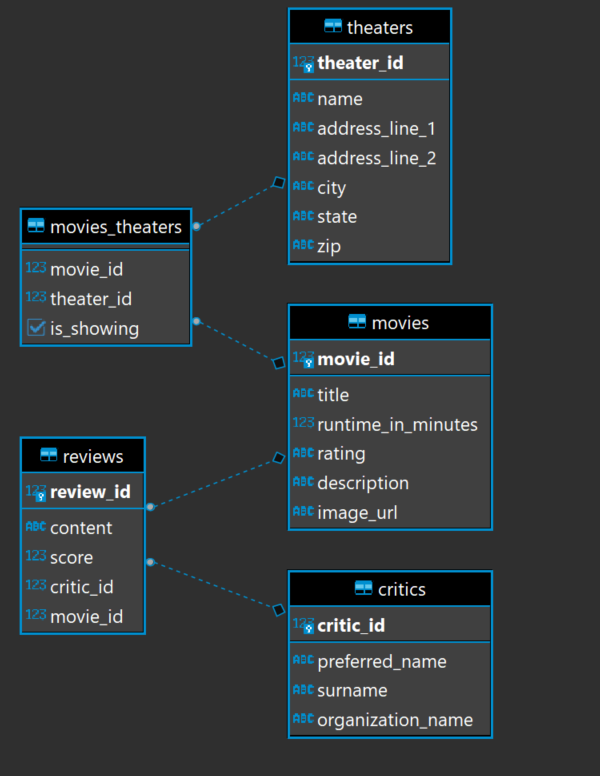 theaters
123 theater_id
ABC name
ABC address_line_1
ABC address_line_2
ABC city
ABC state
ABC zip
movies_theaters
123 movie_id
123 theater_id
is_showing
movies
123 movie_id
ABC title
123 runtime_in_minutes
ABC rating
ABC description
ABC image_url
reviews
123 review_id
ABC content
123 score
123 critic_id
123 movie_id
critics
123 critic_id
ABC preferred_name
ABC surname
ABC organization_name